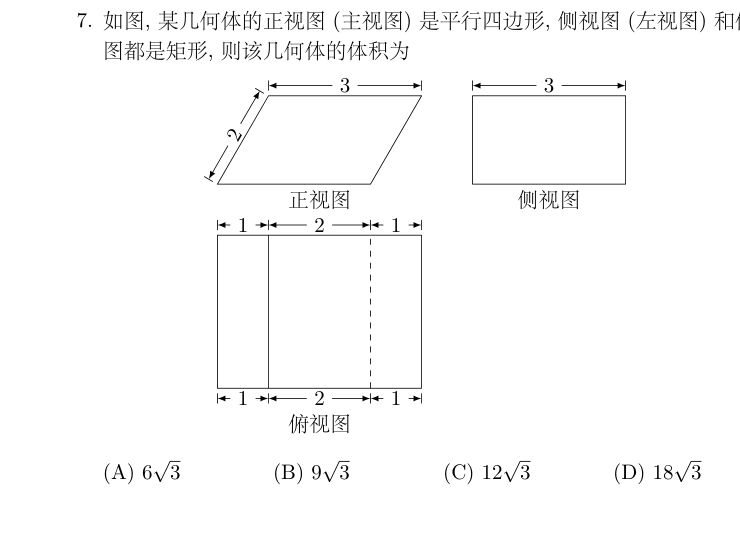 7. 如图, 某几何体的正视图 (主视图) 是平行四边形, 侧视图 (左视图) 和
图都是矩形, 则该几何体的体积为
3 3
2
正视图 侧视图
1 2 1
1 2 1
俯视图
(A) 6√3 (B) 9√3 (C) 12√3 (D) 18√3